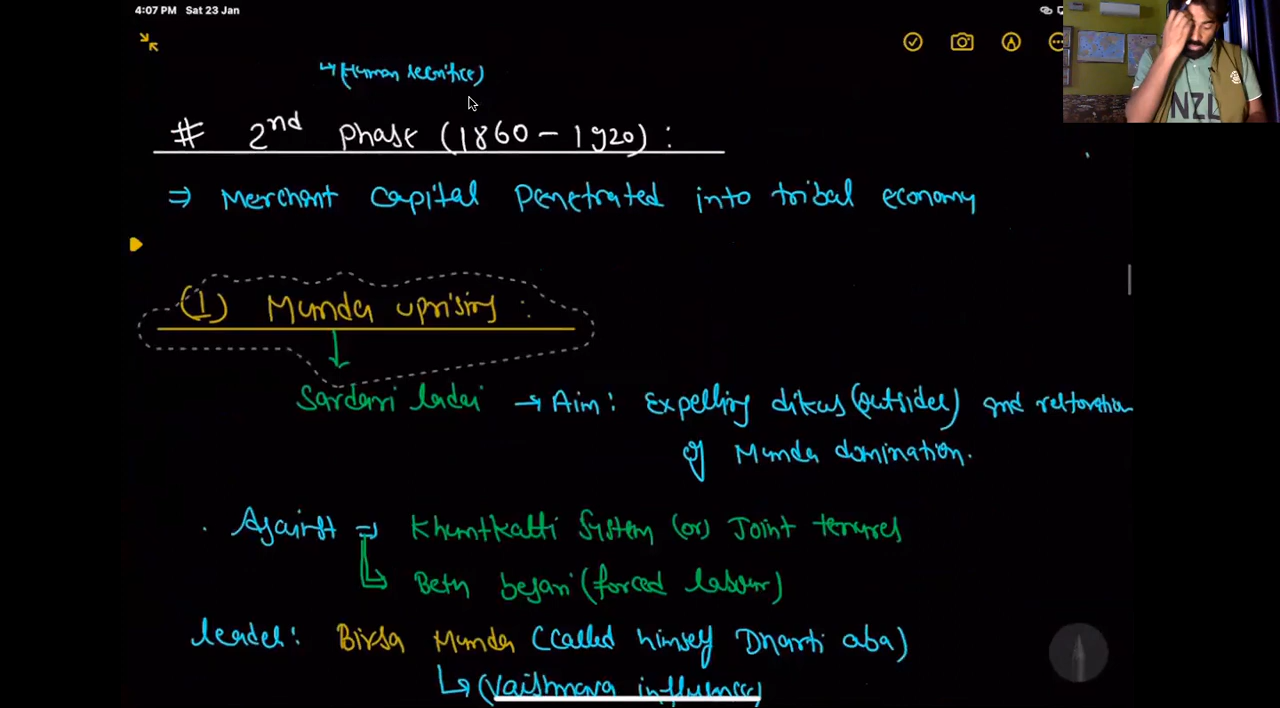 4:07 PM Sat 23 Jan
↳ (Human sacrifice)
# 2nd Phase (1860 - 1920) :
⇒ Merchant Capital Penetrated into tribal economy
(1) Munda uprising :
Sardari ladai → Aim : Expelling dikus (outsider) and restoration
of Munda domination.
Against ⇒ Khuntkatti System (or) Joint tenures
Beth begari (forced labour)
leader : Birsa Munda (Called himself Dharti aba)
↳ (Vaishnava influence)
NZL